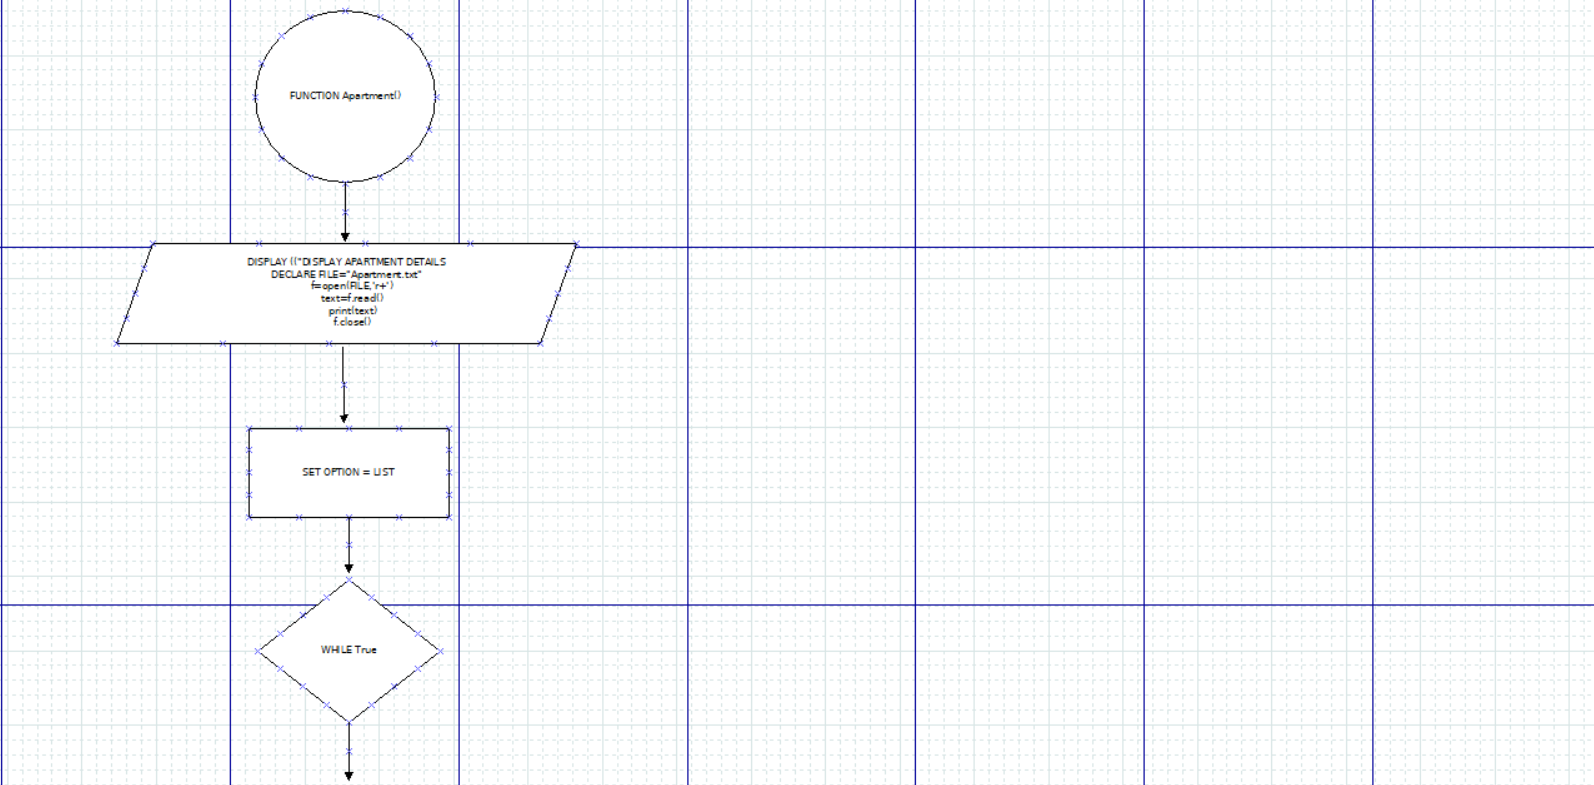 FUNCTION Apartment()
DISPLAY (("DISPLAY APARTMENT DETAILS
DECLARE FILE="Apartment.txt"
f=open(FILE,'r+')
text=f.read()
print(text)
f.close()
SET OPTION = LIST
WHILE True